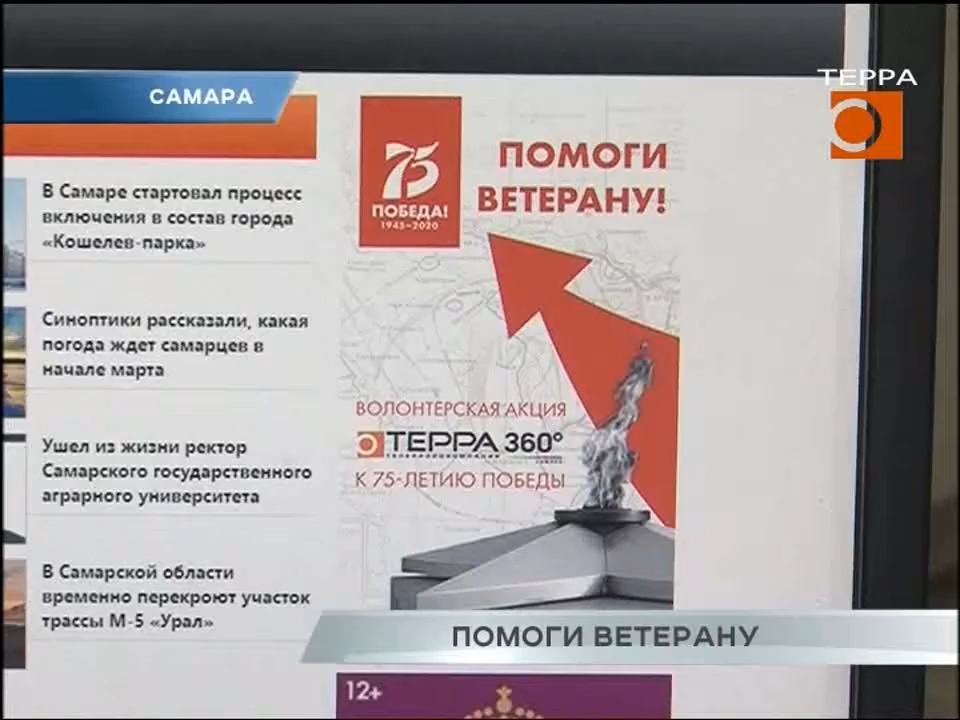 САМАРА
ТЕРРА
В Самаре стартовал процесс
включения в состав города
«Кошелев-парка»
Синоптики рассказали, какая
погода ждет самарцев в
начале марта
Ушел из жизни ректор
Самарского государственного
аграрного университета
В Самарской области
временно перекроют участок
трассы М-5 «Урал»
75
ПОБЕДА!
1945–2020
ПОМОГИ
ВЕТЕРАНУ!
ВОЛОНТЕРСКАЯ АКЦИЯ
ТЕРРА 360°
К 75-ЛЕТИЮ ПОБЕДЫ
ПОМОГИ ВЕТЕРАНУ
12+